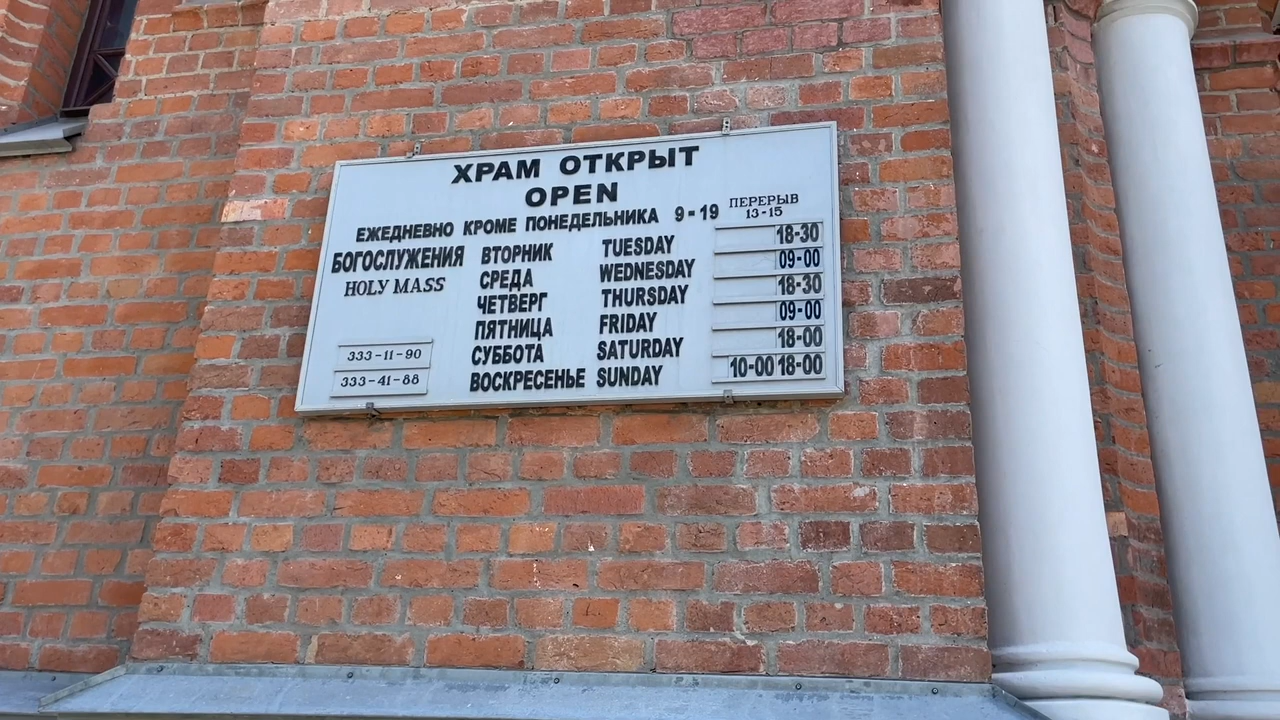 ХРАМ ОТКРЫТ
OPEN
ЕЖЕДНЕВНО КРОМЕ ПОНЕДЕЛЬНИКА 9-19 ПЕРЕРЫВ 13-15
БОГОСЛУЖЕНИЯ ВТОРНИК TUESDAY 18-30
HOLY MASS СРЕДА WEDNESDAY 09-00
ЧЕТВЕРГ THURSDAY 18-30
ПЯТНИЦА FRIDAY 09-00
333-11-90 СУББОТА SATURDAY 18-00
333-41-88 ВОСКРЕСЕНЬЕ SUNDAY 10-00 18-00